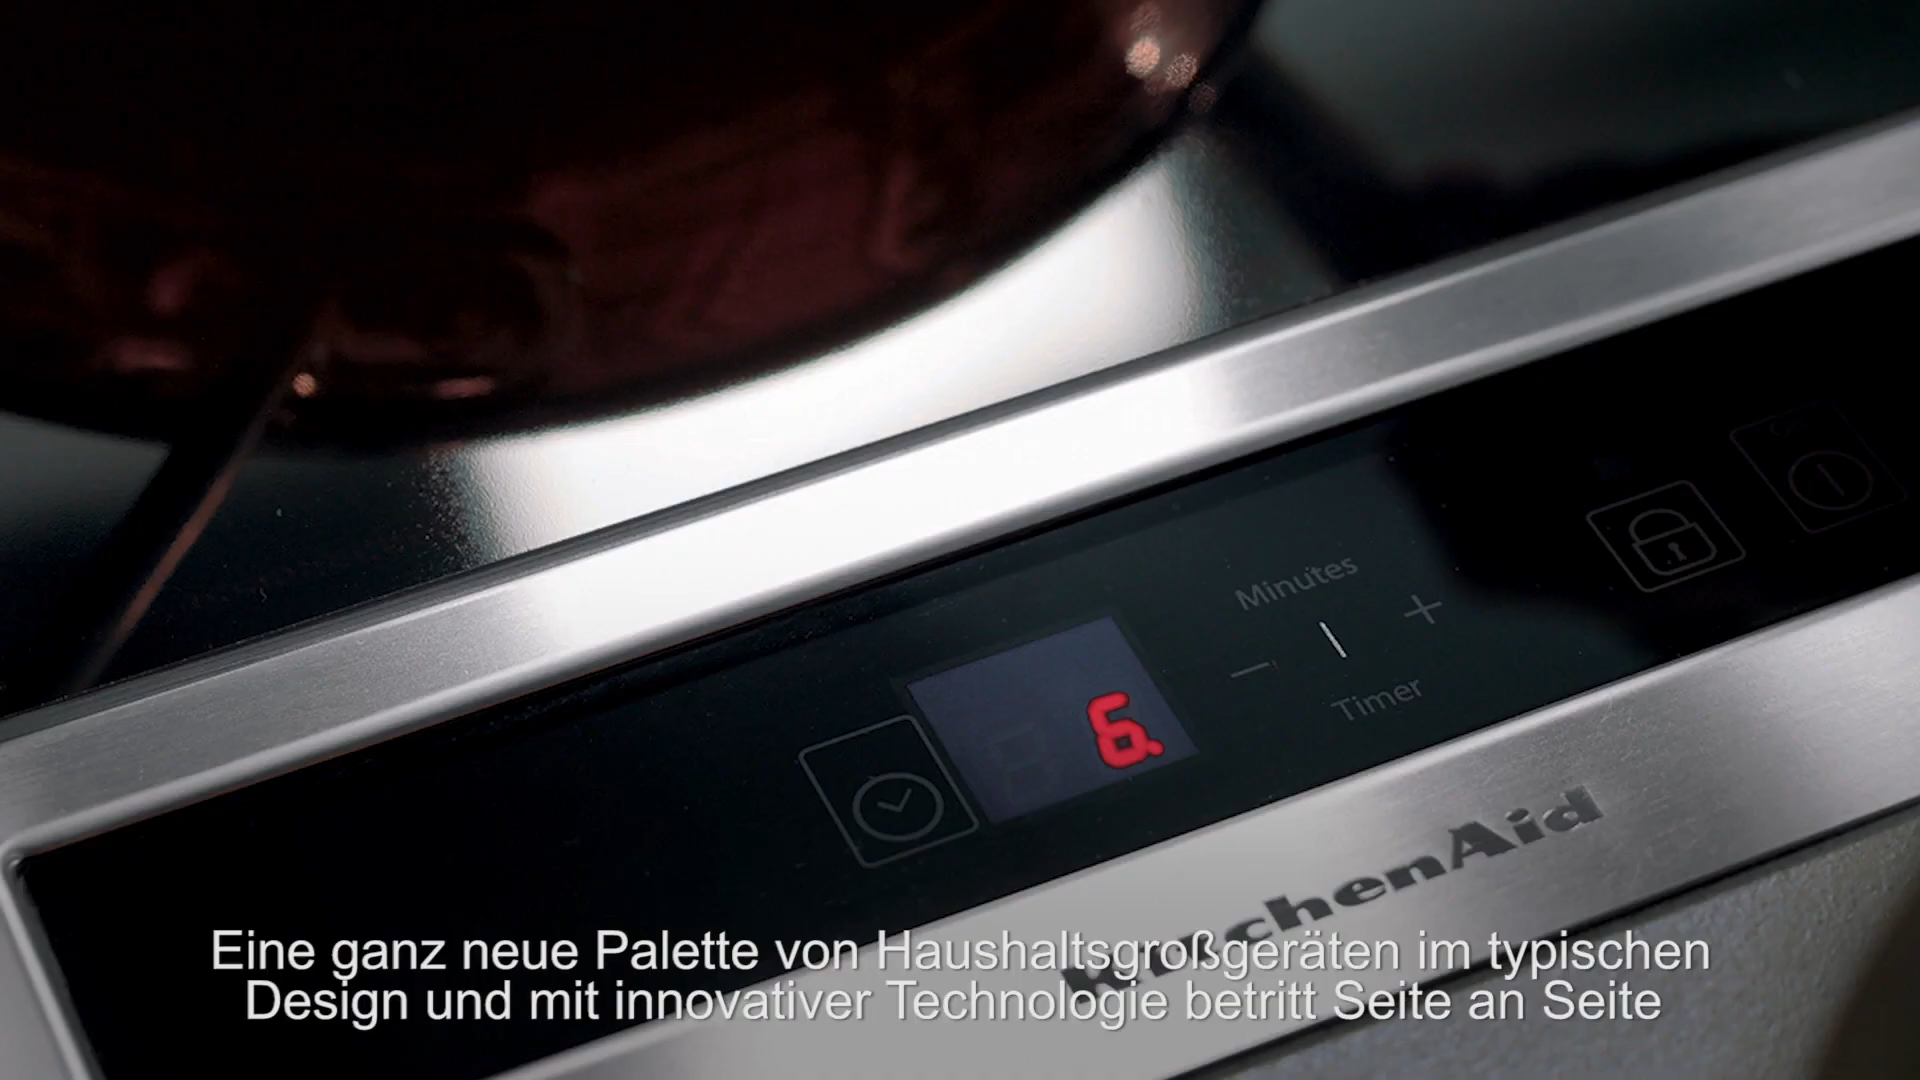 Minutes
6.
Timer
KitchenAid
Eine ganz neue Palette von Haushaltsgroßgeräten im typischen
Design und mit innovativer Technologie betritt Seite an Seite